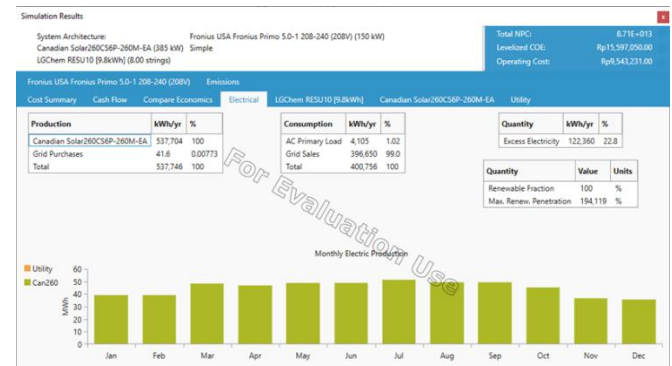 Simulation Results
x
System Architecture:
Canadian Solar260CS6P-260M-EA (385 kW)
LGChem RESU10 [9.8kWh] (8.00 strings)
Fronius USA Fronius Primo 5.0-1 208-240 (208V) (150 kW)
Simple
Total NPC: 8.71E+013
Levelized COE: Rp15,597,050.00
Operating Cost: Rp9,543,231.00
Fronius USA Fronius Primo 5.0-1 208-240 (208V) Emissions
Cost Summary Cash Flow Compare Economics Electrical LGChem RESU10 [9.8kWh] Canadian Solar260CS6P-260M-EA Utility
Production kWh/yr %
Canadian Solar260CS6P-260M-EA 537,704 100
Grid Purchases 41.6 0.00773
Total 537,746 100
Consumption kWh/yr %
AC Primary Load 4,105 1.02
Grid Sales 396,650 99.0
Total 400,756 100
Quantity kWh/yr %
Excess Electricity 122,360 22.8
Quantity Value Units
Renewable Fraction 100 %
Max. Renew. Penetration 194,119 %
For Evaluation Use
Monthly Electric Production
Utility
Can260
MWh
60
50
40
30
20
10
0
Jan Feb Mar Apr May Jun Jul Aug Sep Oct Nov Dec